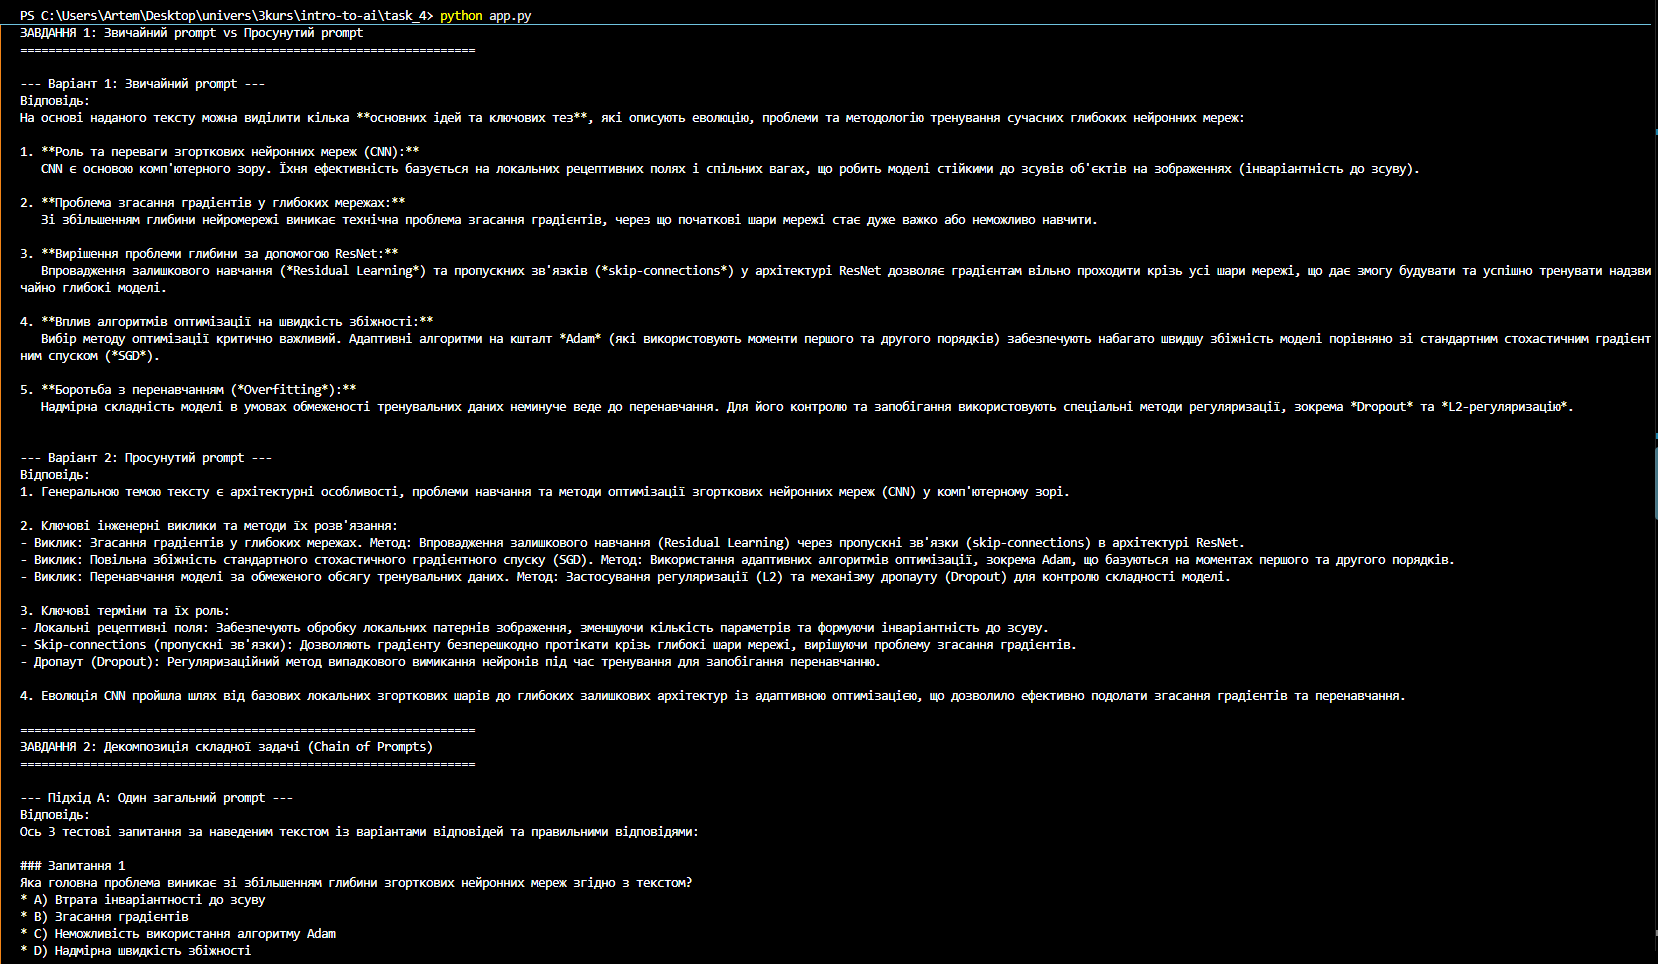 PS C:\Users\Artem\Desktop\univers\3kurs\intro-to-ai\task_4> python app.py
ЗАВДАННЯ 1: Звичайний prompt vs Просунутий prompt
=================================================================
--- Варіант 1: Звичайний prompt ---
Відповідь:
На основі наданого тексту можна виділити кілька **основних ідей та ключових тез**, які описують еволюцію, проблеми та методологію тренування сучасних глибоких нейронних мереж:
1. **Роль та переваги згорткових нейронних мереж (CNN):**
CNN є основою комп'ютерного зору. Їхня ефективність базується на локальних рецептивних полях і спільних вагах, що робить моделі стійкими до зсувів об'єктів на зображеннях (інваріантність до зсуву).
2. **Проблема згасання градієнтів у глибоких мережах:**
Зі збільшенням глибини нейромережі виникає технічна проблема згасання градієнтів, через що початкові шари мережі стає дуже важко або неможливо навчити.
3. **Вирішення проблеми глибини за допомогою ResNet:**
Впровадження залишкового навчання (*Residual Learning*) та пропускних зв'язків (*skip-connections*) у архітектурі ResNet дозволяє градієнтам вільно проходити крізь усі шари мережі, що дає змогу будувати та успішно тренувати надзви
чайно глибокі моделі.
4. **Вплив алгоритмів оптимізації на швидкість збіжності:**
Вибір методу оптимізації критично важливий. Адаптивні алгоритми на кшталт *Adam* (які використовують моменти першого та другого порядків) забезпечують набагато швидшу збіжність моделі порівняно зі стандартним стохастичним градієнт
ним спуском (*SGD*).
5. **Боротьба з перенавчанням (*Overfitting*):**
Надмірна складність моделі в умовах обмеженості тренувальних даних неминуче веде до перенавчання. Для його контролю та запобігання використовують спеціальні методи регуляризації, зокрема *Dropout* та *L2-регуляризацію*.
--- Варіант 2: Просунутий prompt ---
Відповідь:
1. Генеральною темою тексту є архітектурні особливості, проблеми навчання та методи оптимізації згорткових нейронних мереж (CNN) у комп'ютерному зорі.
2. Ключові інженерні виклики та методи їх розв'язання:
- Виклик: Згасання градієнтів у глибоких мережах. Метод: Впровадження залишкового навчання (Residual Learning) через пропускні зв'язки (skip-connections) в архітектурі ResNet.
- Виклик: Повільна збіжність стандартного стохастичного градієнтного спуску (SGD). Метод: Використання адаптивних алгоритмів оптимізації, зокрема Adam, що базуються на моментах першого та другого порядків.
- Виклик: Перенавчання моделі за обмеженого обсягу тренувальних даних. Метод: Застосування регуляризації (L2) та механізму дропауту (Dropout) для контролю складності моделі.
3. Ключові терміни та їх роль:
- Локальні рецептивні поля: Забезпечують обробку локальних патернів зображення, зменшуючи кількість параметрів та формуючи інваріантність до зсуву.
- Skip-connections (пропускні зв'язки): Дозволяють градієнту безперешкодно протікати крізь глибокі шари мережі, вирішуючи проблему згасання градієнтів.
- Дропаут (Dropout): Регуляризаційний метод випадкового вимикання нейронів під час тренування для запобігання перенавчанню.
4. Еволюція CNN пройшла шлях від базових локальних згорткових шарів до глибоких залишкових архітектур із адаптивною оптимізацією, що дозволило ефективно подолати згасання градієнтів та перенавчання.
=================================================================
ЗАВДАННЯ 2: Декомпозиція складної задачі (Chain of Prompts)
=================================================================
--- Підхід А: Один загальний prompt ---
Відповідь:
Ось 3 тестові запитання за наведеним текстом із варіантами відповідей та правильними відповідями:
### Запитання 1
Яка головна проблема виникає зі збільшенням глибини згорткових нейронних мереж згідно з текстом?
* A) Втрата інваріантності до зсуву
* B) Згасання градієнтів
* C) Неможливість використання алгоритму Adam
* D) Надмірна швидкість збіжності